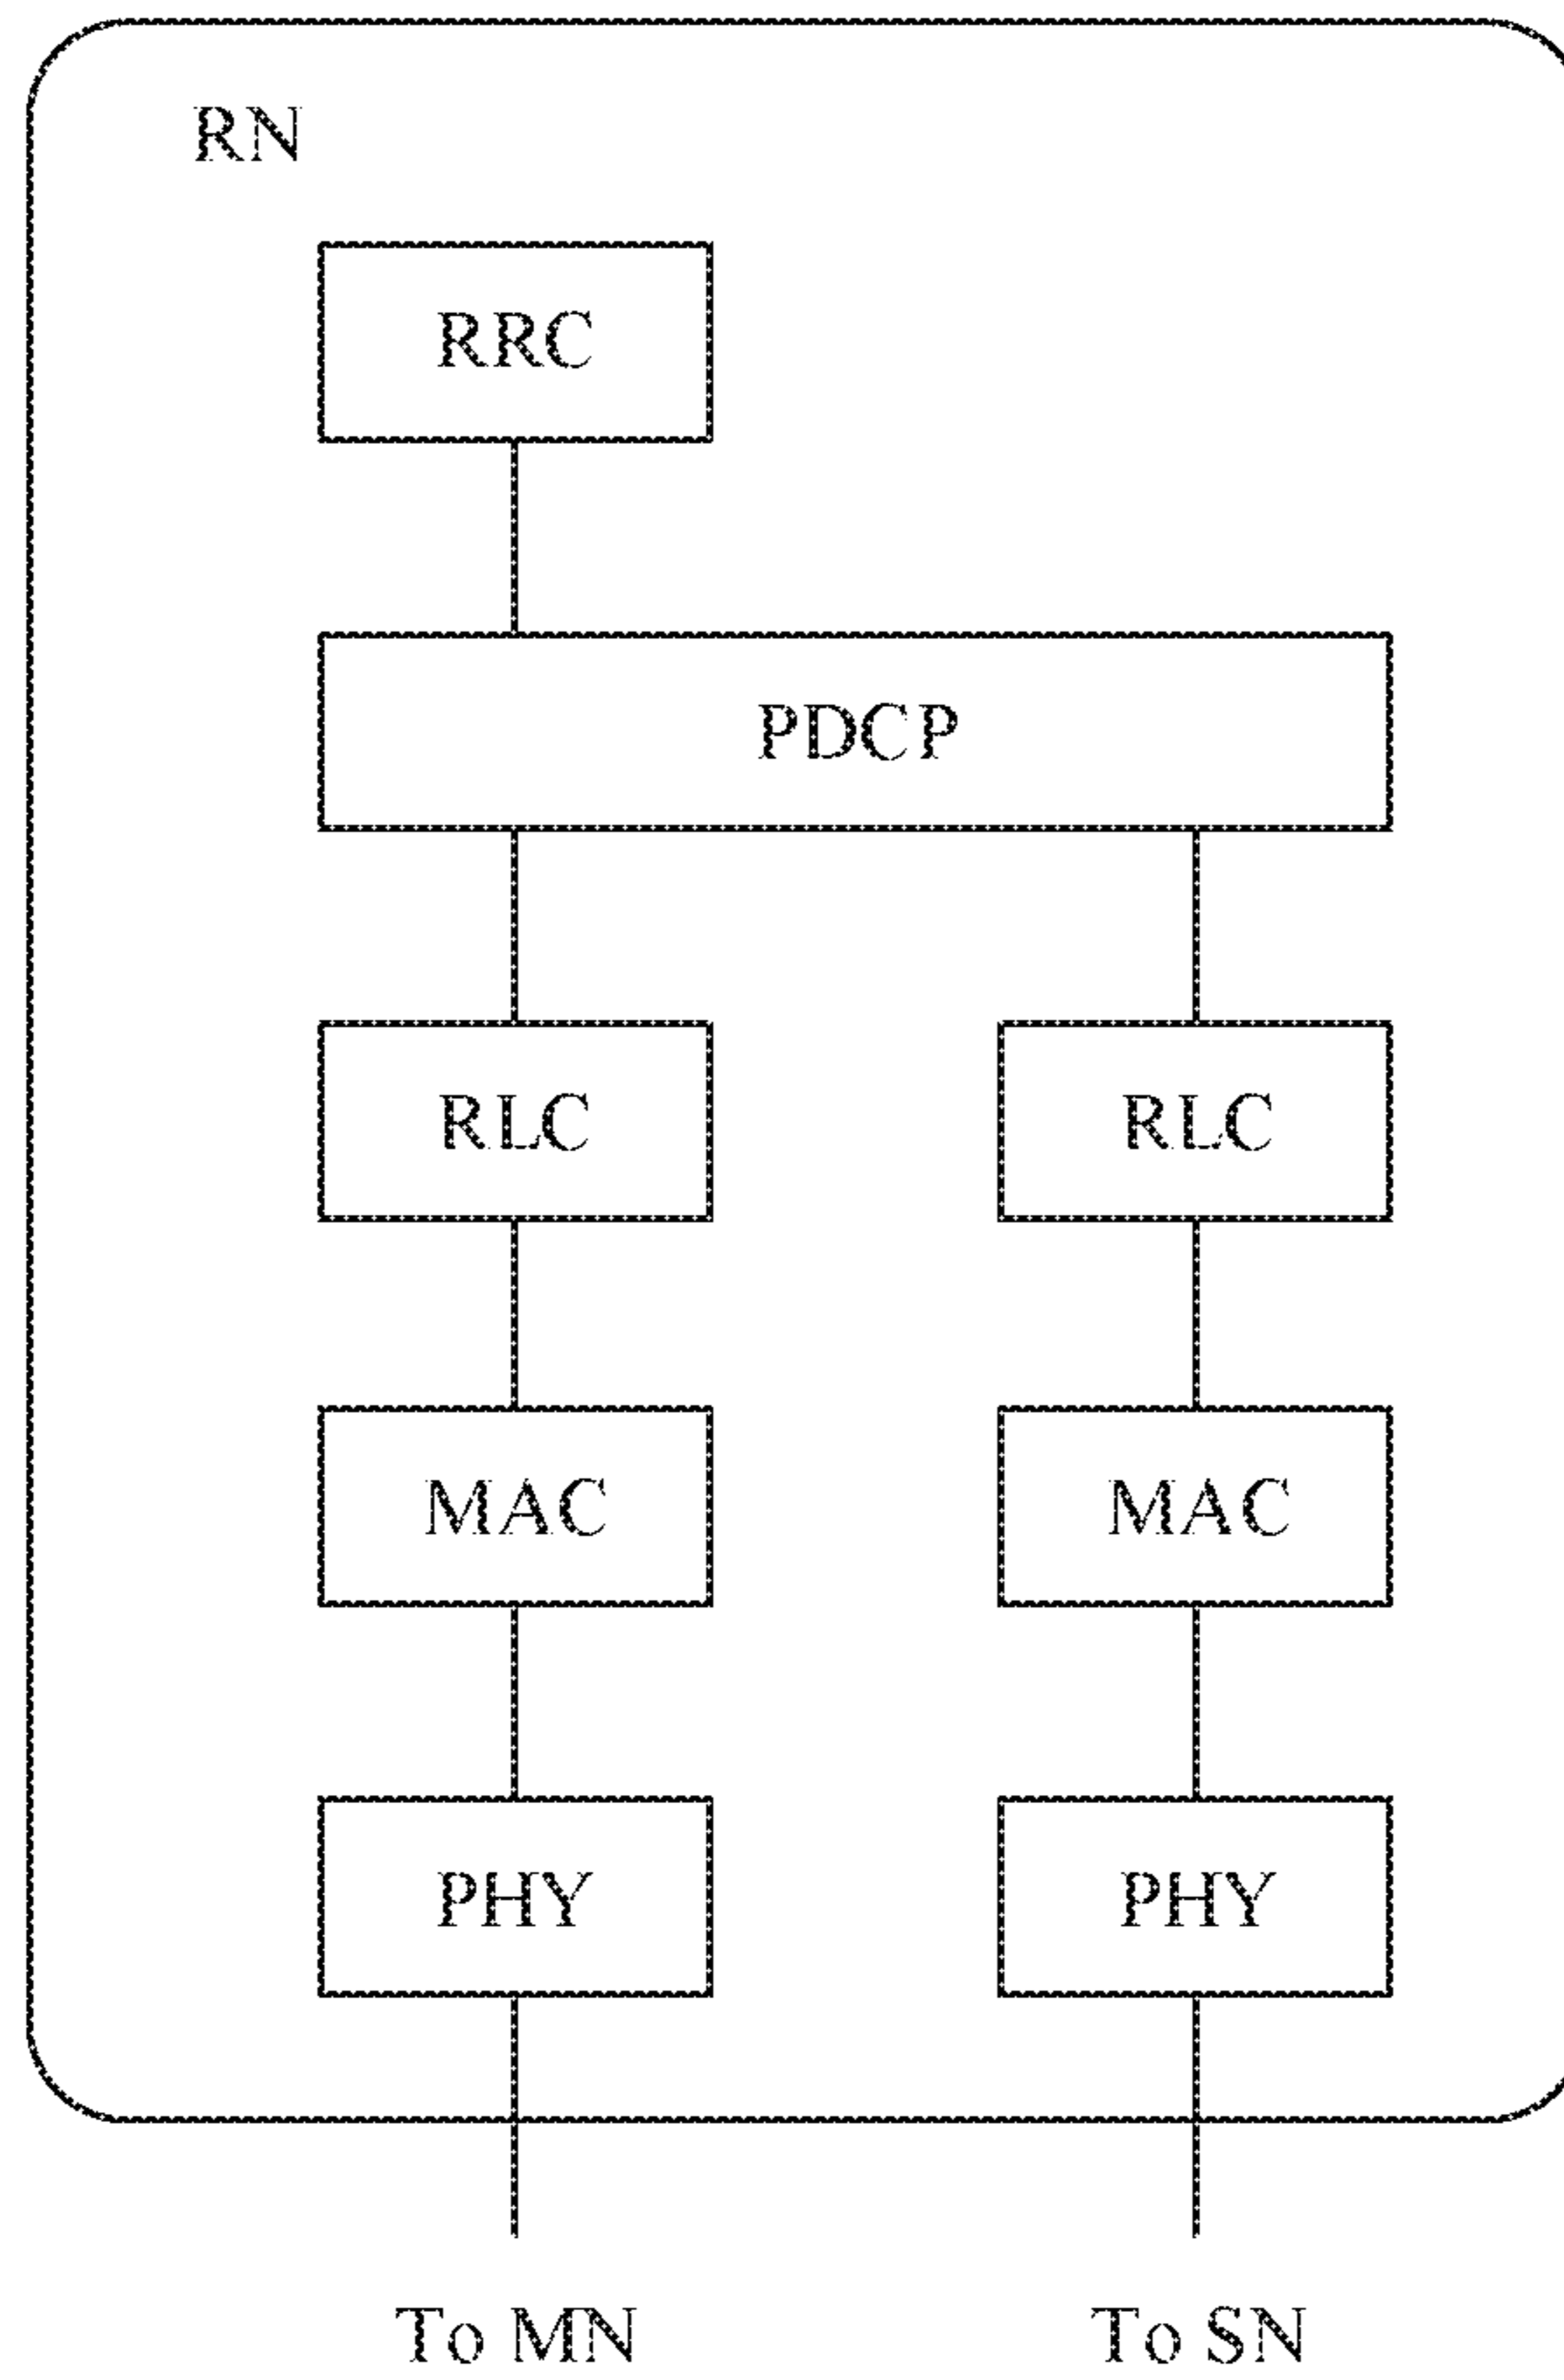 RN
RRC
PDCP
RLC RLC
MAC MAC
PHY PHY
To MN To SN